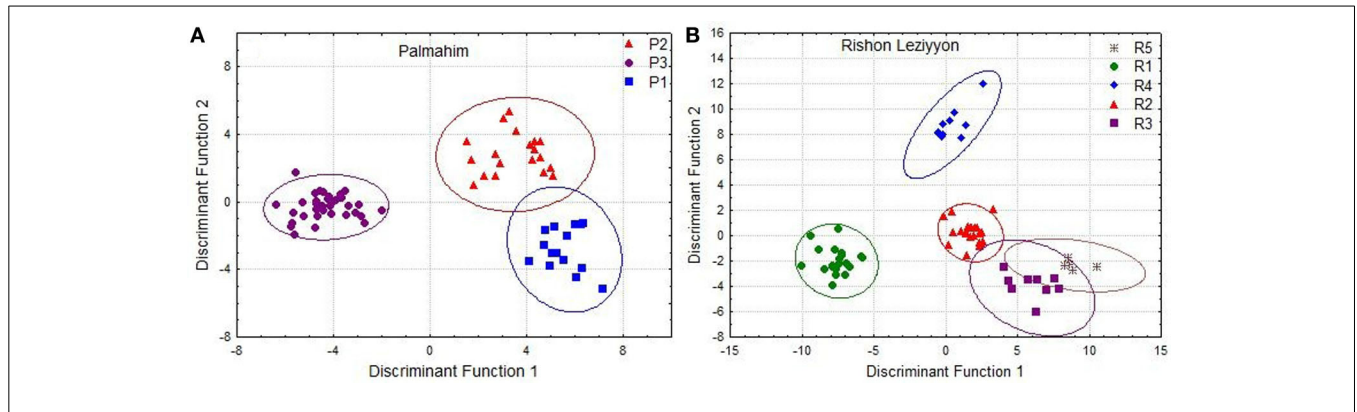 A
Palmahim
P2
P3
P1
8
4
0
-4
-8
Discriminant Function 2
-8 -4 0 4 8
Discriminant Function 1
B
Rishon Leziyyon
R5
R1
R4
R2
R3
16
14
12
10
8
6
4
2
0
-2
-4
-6
-8
Discriminant Function 2
-15 -10 -5 0 5 10 15
Discriminant Function 1